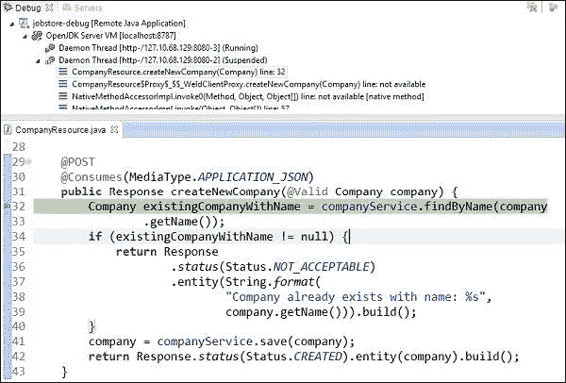 Debug
Servers
jobstore-debug [Remote Java Application]
OpenJDK Server VM [localhost:8787]
Daemon Thread [http-/127.10.68.129:8080-3] (Running)
Daemon Thread [http-/127.10.68.129:8080-2] (Suspended)
CompanyResource.createNewCompany(Company) line: 32
CompanyResource$Proxy$_$$_WeldClientProxy.createNewCompany(Company) line: not available
NativeMethodAccessorImpl.invoke0(Method, Object, Object[]) line: not available [native method]
NativeMethodAccessorImpl.invoke(Object, Object[]) line: 57
CompanyResource.java
28
29 @POST
30 @Consumes(MediaType.APPLICATION_JSON)
31 public Response createNewCompany(@Valid Company company) {
32 Company existingCompanyWithName = companyService.findByName(company
33 .getName());
34 if (existingCompanyWithName != null) {
35 return Response
36 .status(Status.NOT_ACCEPTABLE)
37 .entity(String.format(
38 "Company already exists with name: %s",
39 company.getName())).build();
40 }
41 company = companyService.save(company);
42 return Response.status(Status.CREATED).entity(company).build();
43 }